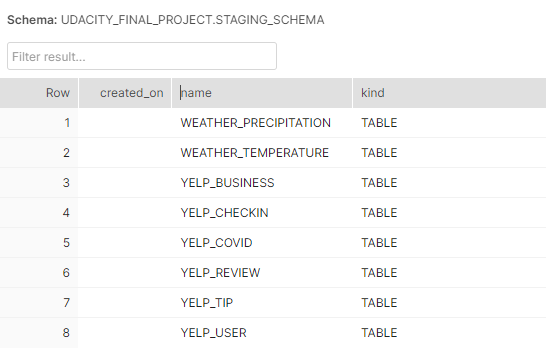 Schema: UDACITY_FINAL_PROJECT.STAGING_SCHEMA
Filter result...
Row created_on name kind
1 WEATHER_PRECIPITATION TABLE
2 WEATHER_TEMPERATURE TABLE
3 YELP_BUSINESS TABLE
4 YELP_CHECKIN TABLE
5 YELP_COVID TABLE
6 YELP_REVIEW TABLE
7 YELP_TIP TABLE
8 YELP_USER TABLE